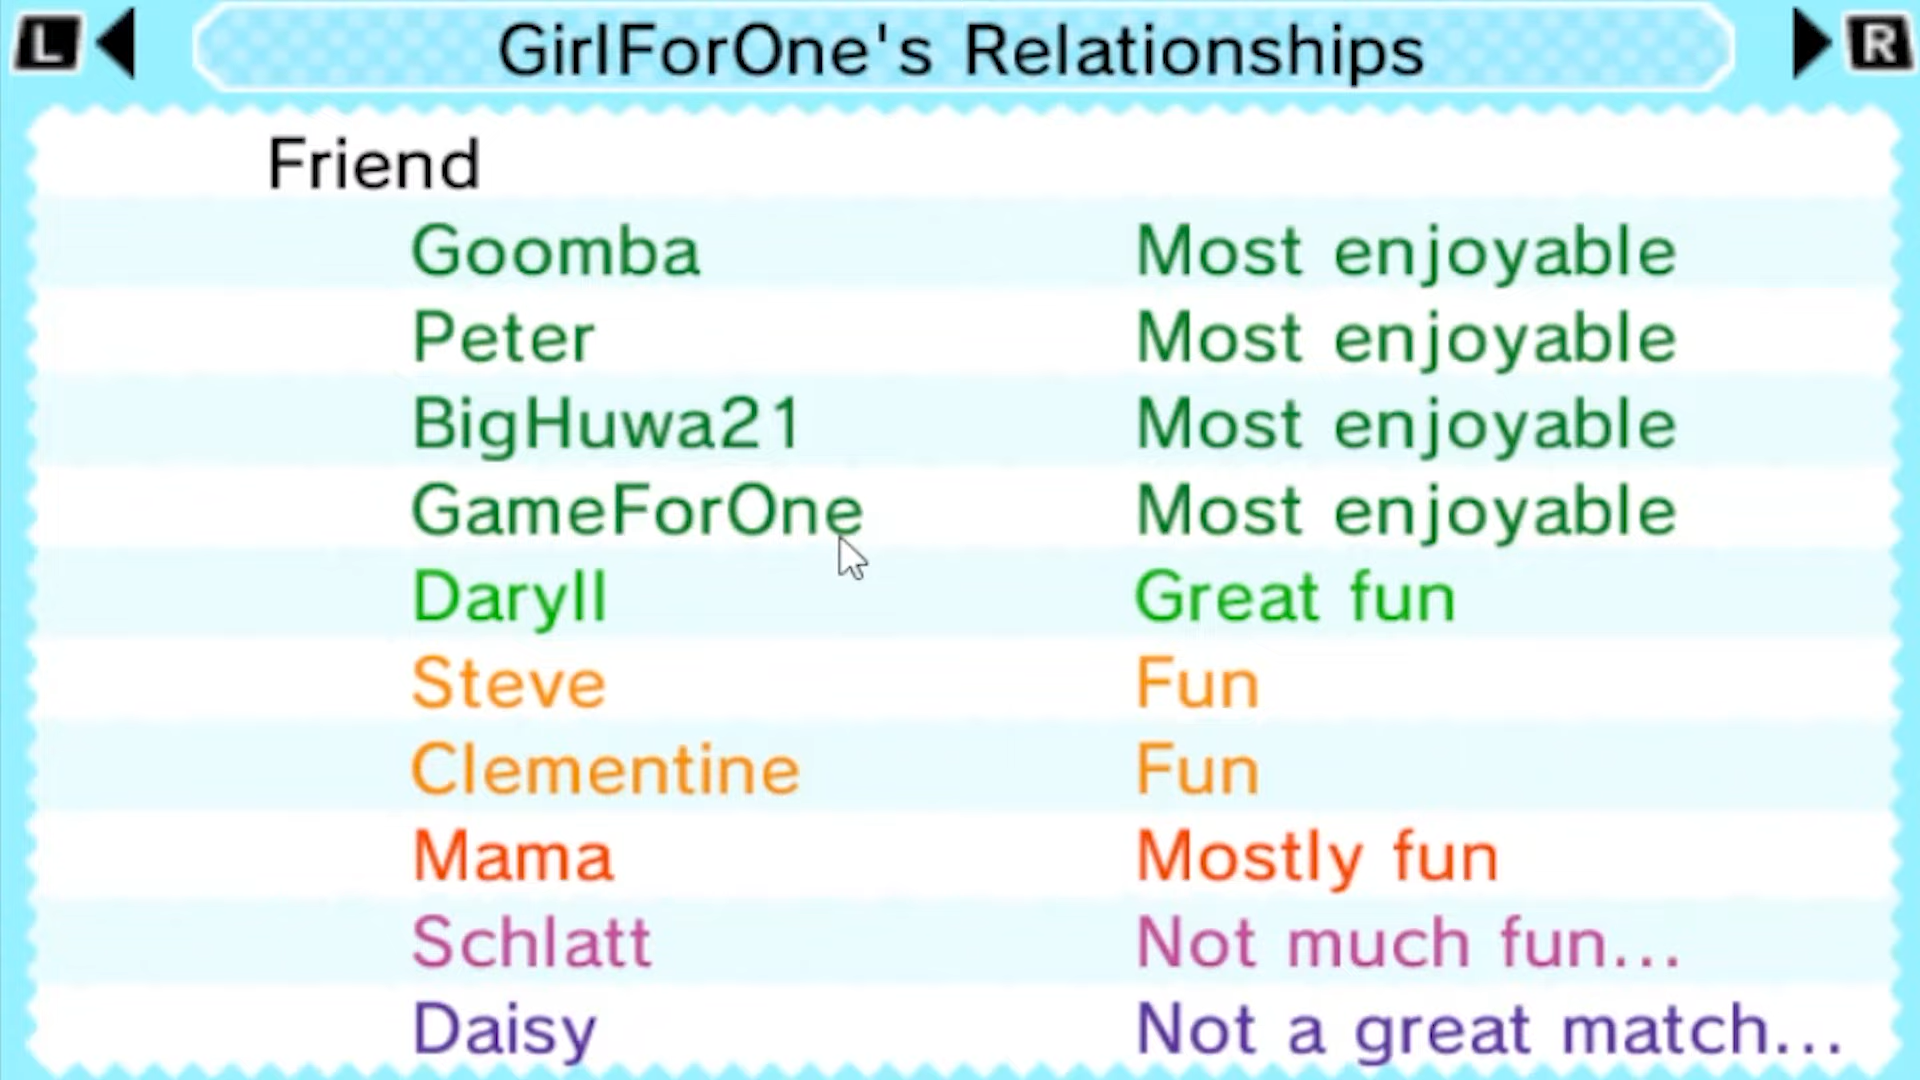 L GirlForOne's Relationships R
Friend
Goomba Most enjoyable
Peter Most enjoyable
BigHuwa21 Most enjoyable
GameForOne Most enjoyable
Daryll Great fun
Steve Fun
Clementine Fun
Mama Mostly fun
Schlatt Not much fun...
Daisy Not a great match...